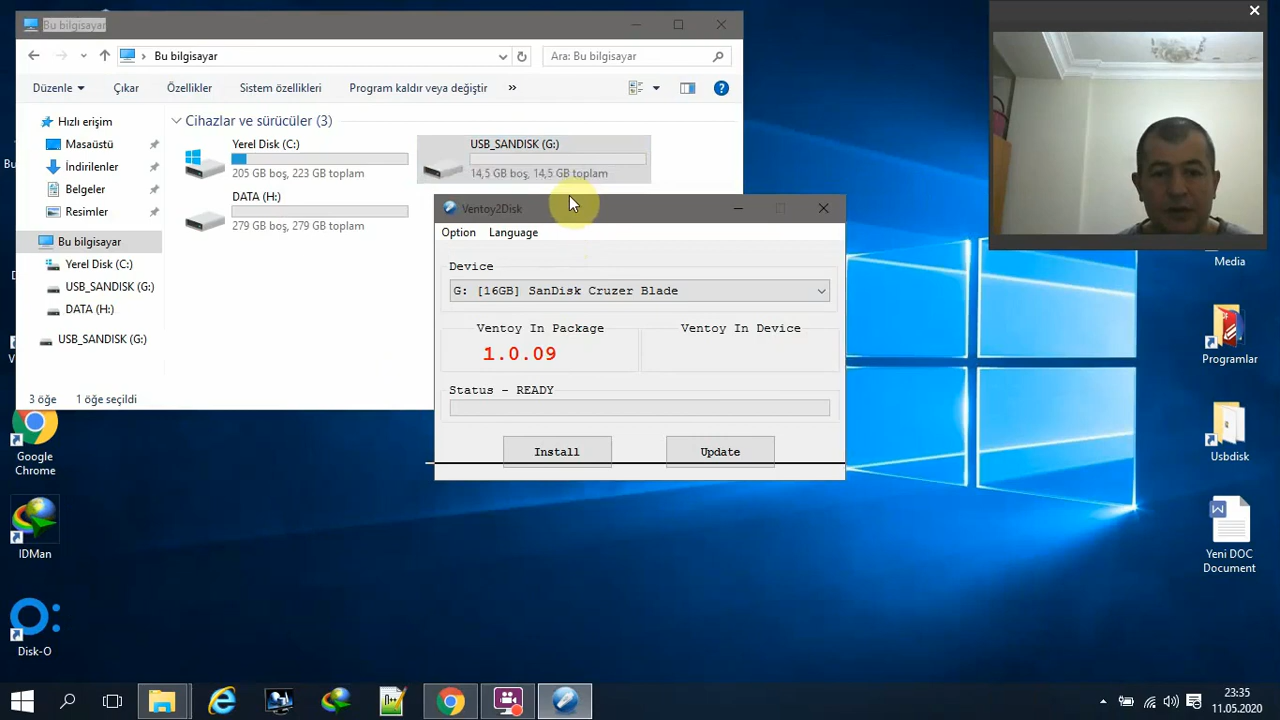 Bu bilgisayar
Bu bilgisayar
Ara: Bu bilgisayar
Düzenle
Çıkar
Özellikler
Sistem özellikleri
Program kaldır veya değiştir
»
Hızlı erişim
Masaüstü
İndirilenler
Belgeler
Resimler
Bu bilgisayar
Yerel Disk (C:)
USB_SANDISK (G:)
DATA (H:)
USB_SANDISK (G:)
Cihazlar ve sürücüler (3)
Yerel Disk (C:)
205 GB boş, 223 GB toplam
USB_SANDISK (G:)
14,5 GB boş, 14,5 GB toplam
DATA (H:)
279 GB boş, 279 GB toplam
3 öğe
1 öğe seçildi
Ventoy2Disk
Option
Language
Device
G: [16GB] SanDisk Cruzer Blade
Ventoy In Package
1.0.09
Ventoy In Device
Status - READY
Install
Update
Google
Chrome
IDMan
Disk-O
Media
Programlar
Usbdisk
Yeni DOC
Document
23:35
11.05.2020